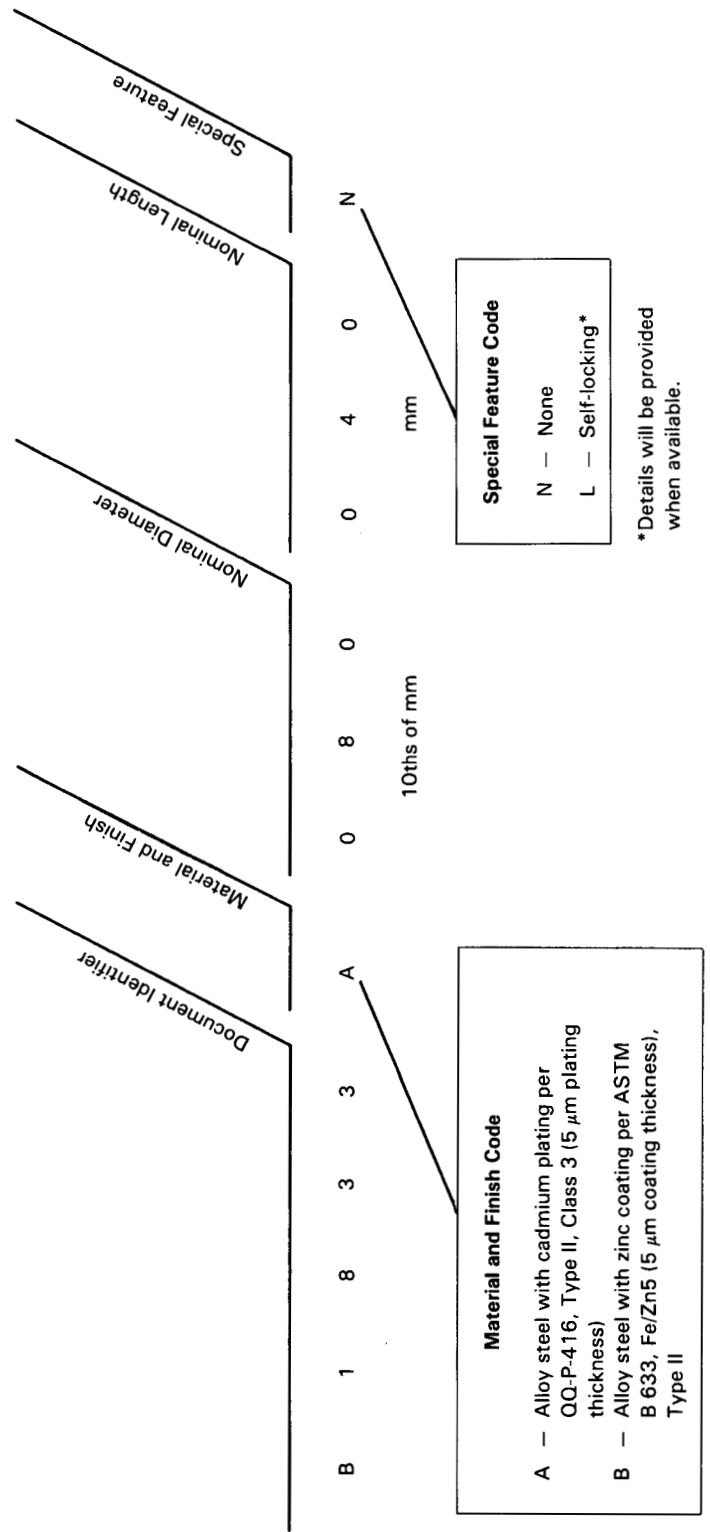 Document Identifier
Material and Finish
Nominal Diameter
Nominal Length
Special Feature
B 1 8 3 3 A 0 8 0 0 4 0 N
10ths of mm
mm
Material and Finish Code
A — Alloy steel with cadmium plating per
QQ-P-416, Type II, Class 3 (5 μm plating
thickness)
B — Alloy steel with zinc coating per ASTM
B 633, Fe/Zn5 (5 μm coating thickness),
Type II
Special Feature Code
N — None
L — Self-locking*
*Details will be provided
when available.